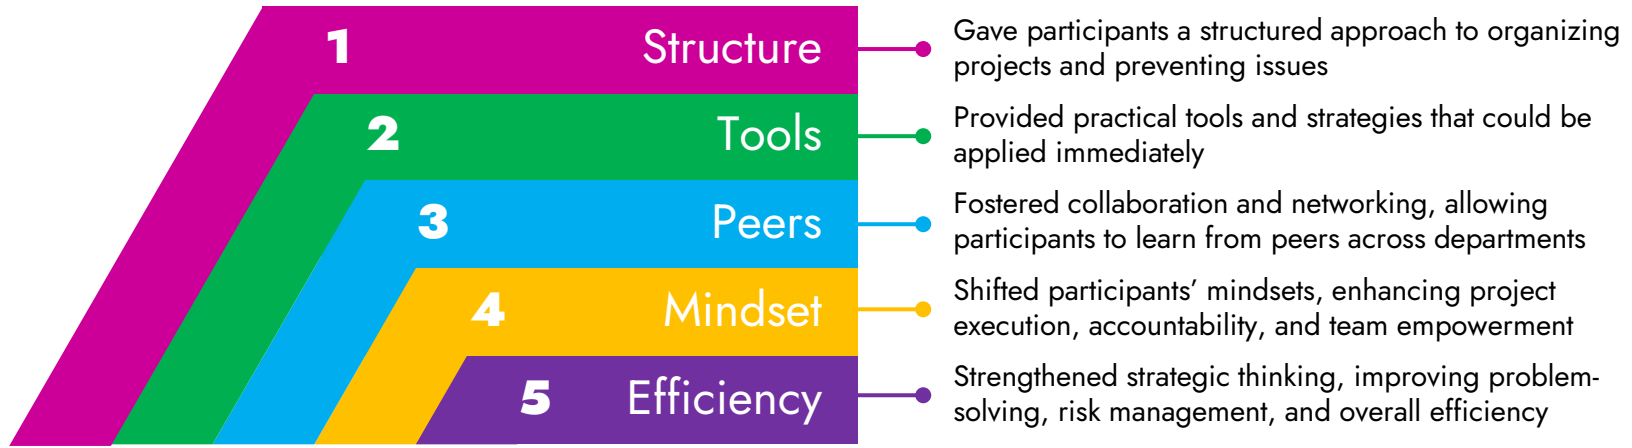 1 Structure
Gave participants a structured approach to organizing
projects and preventing issues
2 Tools
Provided practical tools and strategies that could be
applied immediately
3 Peers
Fostered collaboration and networking, allowing
participants to learn from peers across departments
4 Mindset
Shifted participants’ mindsets, enhancing project
execution, accountability, and team empowerment
5 Efficiency
Strengthened strategic thinking, improving problem-
solving, risk management, and overall efficiency